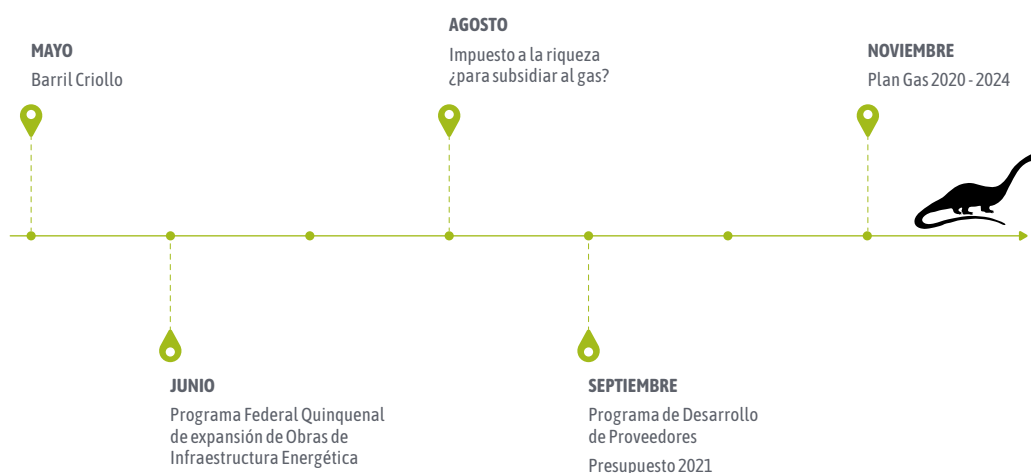 MAYO
Barril Criollo
JUNIO
Programa Federal Quinquenal
de expansión de Obras de
Infraestructura Energética
AGOSTO
Impuesto a la riqueza
¿para subsidiar al gas?
SEPTIEMBRE
Programa de Desarrollo
de Proveedores
Presupuesto 2021
NOVIEMBRE
Plan Gas 2020 - 2024